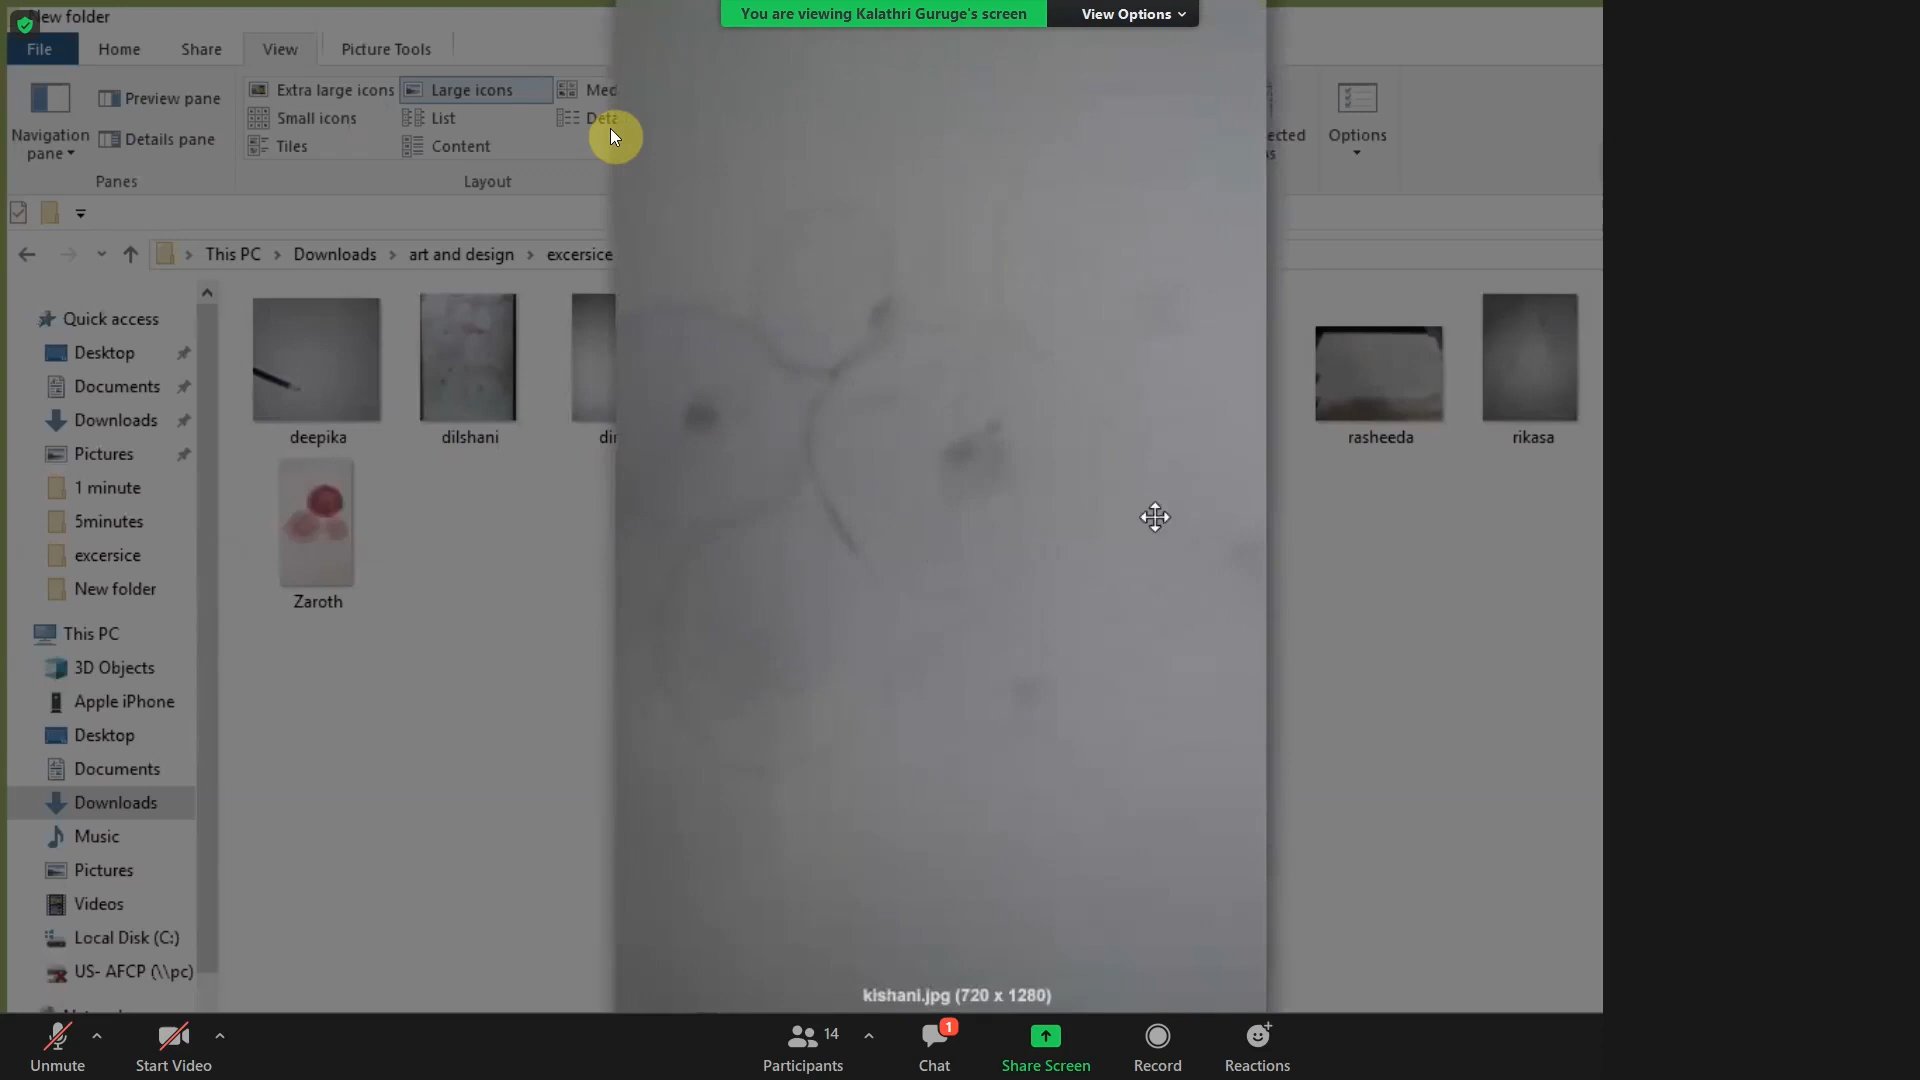 New folder
You are viewing Kalathri Guruge's screen
View Options
File
Home
Share
View
Picture Tools
Extra large icons
Large icons
Small icons
List
Tiles
Content
Preview pane
Details pane
Navigation
pane
Options
Panes
Layout
This PC
Downloads
art and design
excersice
Quick access
Desktop
Documents
Downloads
Pictures
1 minute
5minutes
excersice
New folder
This PC
3D Objects
Apple iPhone
Desktop
Documents
Downloads
Music
Pictures
Videos
Local Disk (C:)
US- AFCP (\\pc)
deepika
dilshani
rasheeda
rikasa
Zaroth
kishani.jpg (720 x 1280)
Unmute
Start Video
14
Participants
1
Chat
Share Screen
Record
Reactions